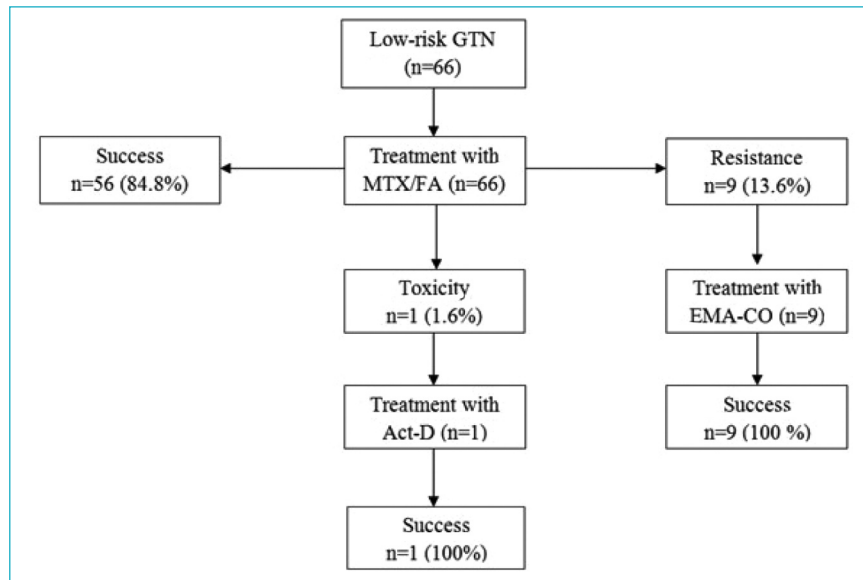 Low-risk GTN
(n=66)
Success
n=56 (84.8%)
Treatment with
MTX/FA (n=66)
Resistance
n=9 (13.6%)
Toxicity
n=1 (1.6%)
Treatment with
EMA-CO (n=9)
Treatment with
Act-D (n=1)
Success
n=9 (100 %)
Success
n=1 (100%)